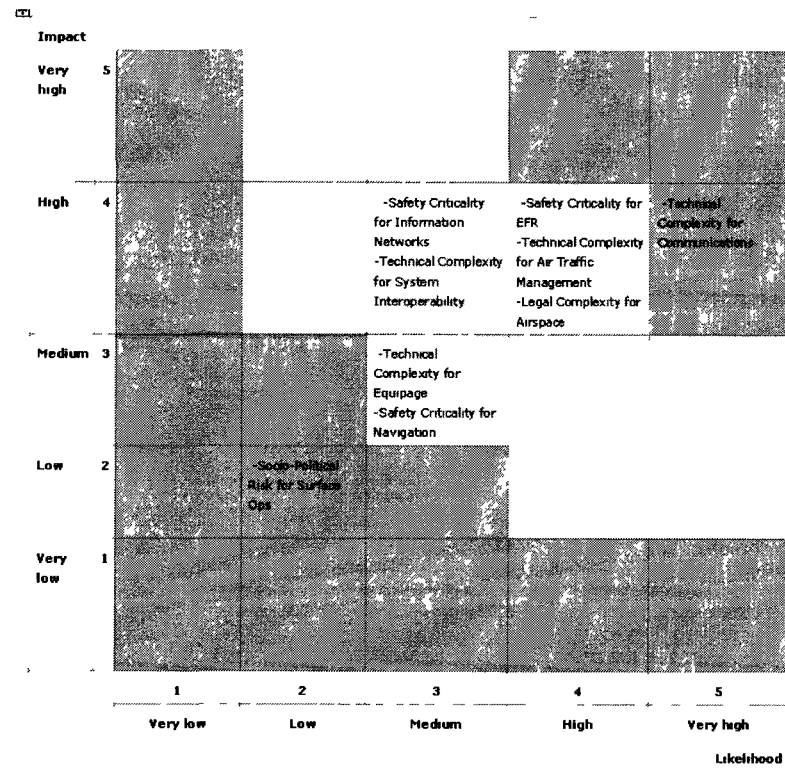 Impact
Very high 5
High 4
-Safety Criticality for Information Networks
-Technical Complexity for System Interoperability
-Safety Criticality for EFR
-Technical Complexity for Air Traffic Management
-Legal Complexity for Airspace
-Technical Complexity for Communications
Medium 3
-Technical Complexity for Equipage
-Safety Criticality for Navigation
Low 2
-Socio-Political Risk for Surface Ops
Very low 1
1 2 3 4 5
Very low Low Medium High Very high
Likelihood